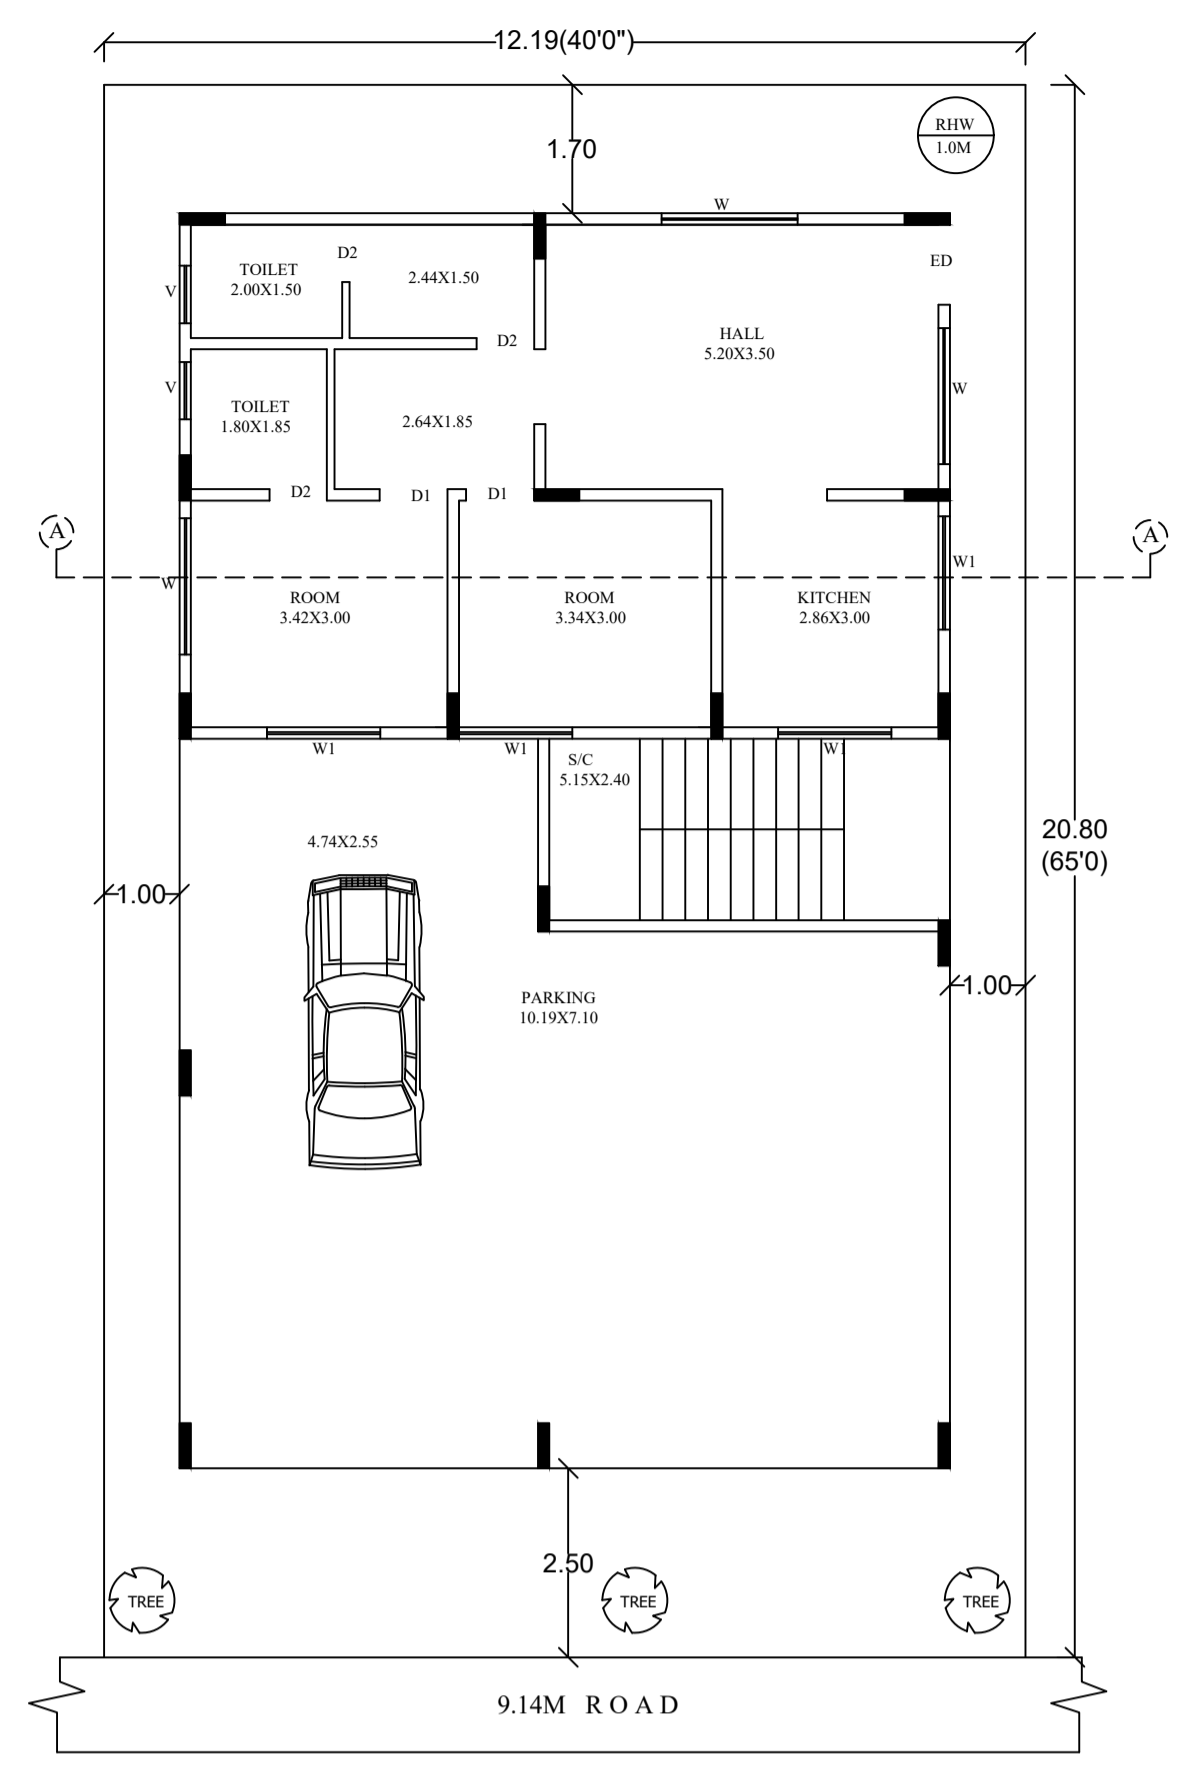 12.19(40'0")
RHW
1.0M
1.70
W
D2
ED
TOILET
2.00X1.50
2.44X1.50
V
HALL
5.20X3.50
D2
V
W
TOILET
1.80X1.85
2.64X1.85
D2
D1
D1
A
A
W
W1
ROOM
3.42X3.00
ROOM
3.34X3.00
KITCHEN
2.86X3.00
W1
W1
W1
S/C
5.15X2.40
4.74X2.55
20.80
(65'0)
1.00
1.00
PARKING
10.19X7.10
2.50
TREE
TREE
TREE
9.14M ROAD